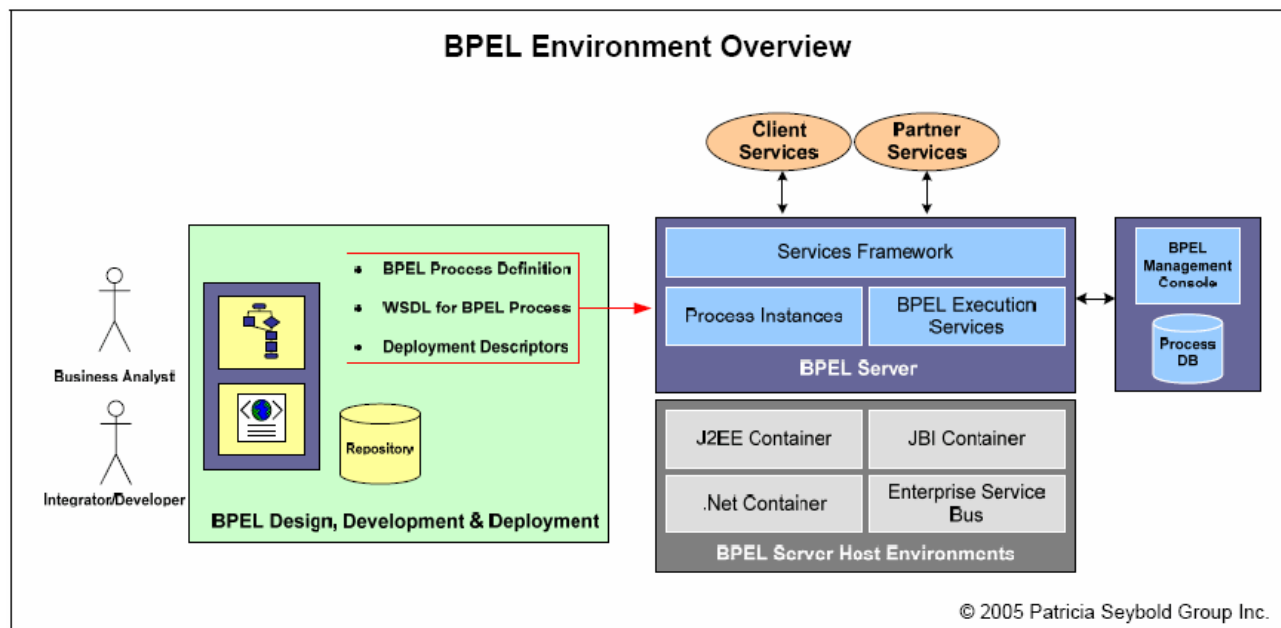 BPEL Environment Overview
Client
Services
Partner
Services
Business Analyst
Integrator/Developer
• BPEL Process Definition
• WSDL for BPEL Process
• Deployment Descriptors
Repository
BPEL Design, Development & Deployment
Services Framework
Process Instances
BPEL Execution
Services
BPEL Server
BPEL
Management
Console
Process
DB
J2EE Container
JBI Container
.Net Container
Enterprise Service
Bus
BPEL Server Host Environments
© 2005 Patricia Seybold Group Inc.